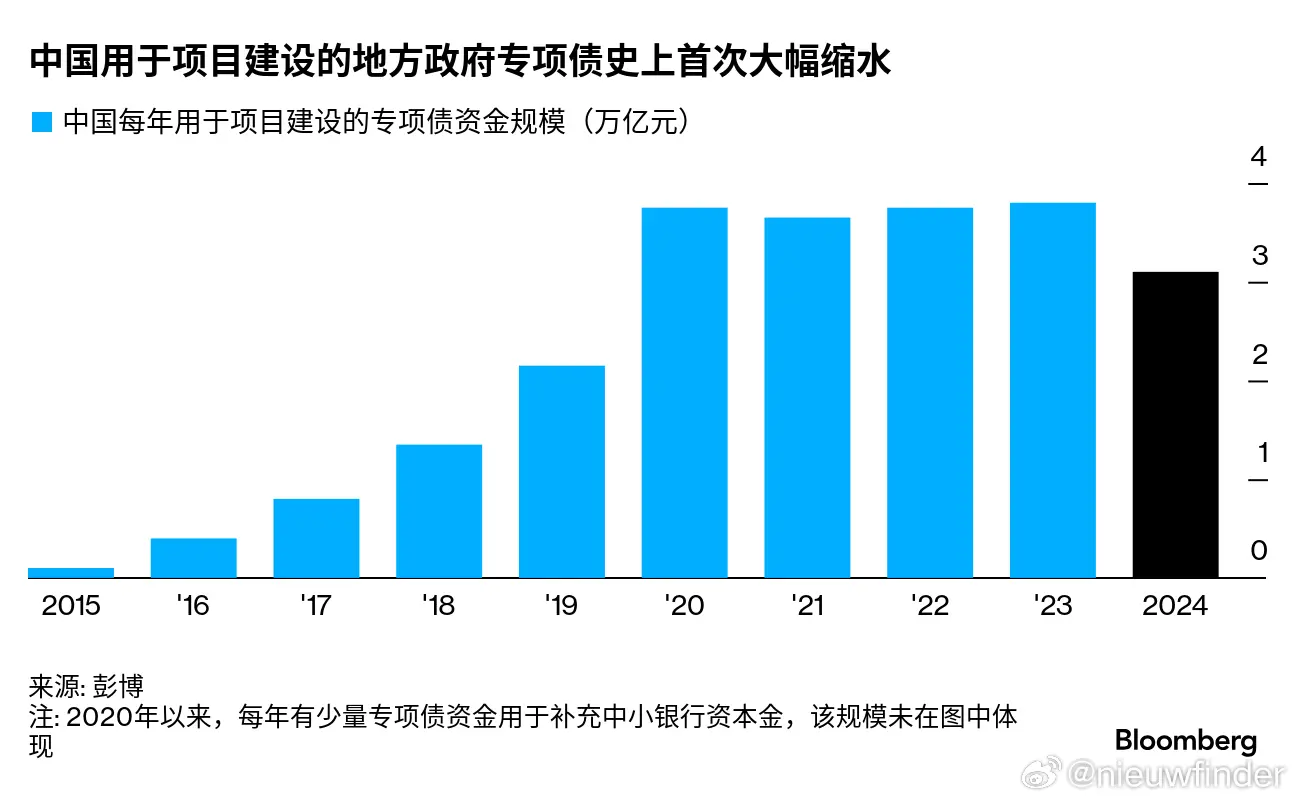 中国用于项目建设的地方政府专项债史上首次大幅缩水
中国每年用于项目建设的专项债资金规模（万亿元）
4
3
2
1
0
2015 '16 '17 '18 '19 '20 '21 '22 '23 2024
来源: 彭博
注: 2020年以来，每年有少量专项债资金用于补充中小银行资本金，该规模未在图中体
现
Bloomberg
@nieuwfinder